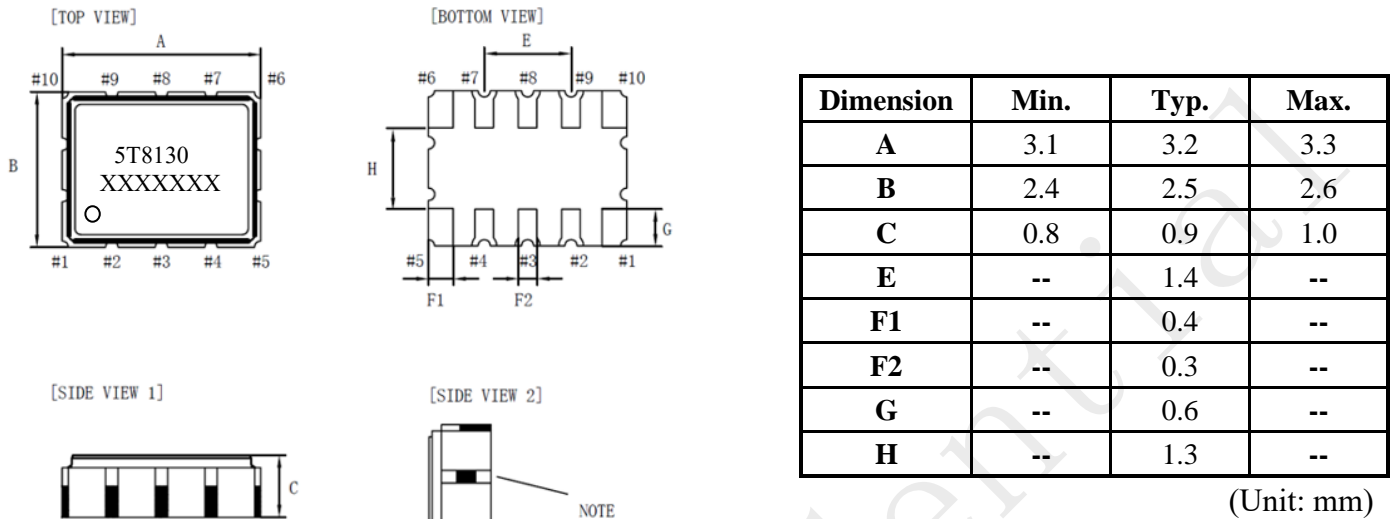 [TOP VIEW]
A
#10 #9 #8 #7 #6
B
5T8130
XXXXXXX
#1 #2 #3 #4 #5
[BOTTOM VIEW]
E
#6 #7 #8 #9 #10
H
G
#5 #4 #3 #2 #1
F1 F2
[SIDE VIEW 1]
C
[SIDE VIEW 2]
NOTE
Dimension Min. Typ. Max.
A 3.1 3.2 3.3
B 2.4 2.5 2.6
C 0.8 0.9 1.0
E -- 1.4 --
F1 -- 0.4 --
F2 -- 0.3 --
G -- 0.6 --
H -- 1.3 --
(Unit: mm)
dential